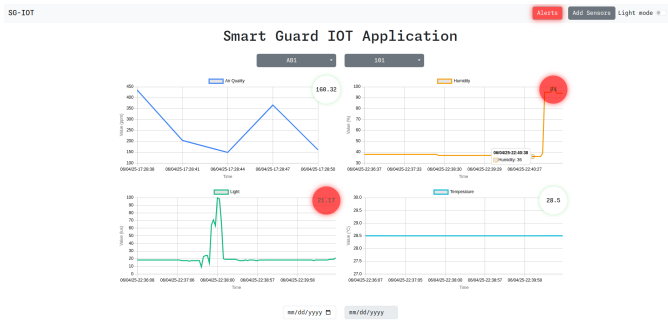 SG-IOT
Alerts
Add Sensors
Light mode
Smart Guard IOT Application
AB1
101
Air Quality
160.32
Value (ppm)
450
400
350
300
250
200
150
100
06/04/25-17:28:38
06/04/25-17:28:41
06/04/25-17:28:44
06/04/25-17:28:47
06/04/25-17:28:50
Time
Humidity
Value (%)
100
90
80
70
60
50
40
30
06/04/25-22:40:38
Humidity: 36
06/04/25-22:36:37
06/04/25-22:37:33
06/04/25-22:38:30
06/04/25-22:39:29
06/04/25-22:40:27
Time
Light
21.17
Value (lux)
100
90
80
70
60
50
40
30
20
10
0
06/04/25-22:36:08
06/04/25-22:37:06
06/04/25-22:38:00
06/04/25-22:38:57
06/04/25-22:39:58
Time
Temperature
28.5
Value (°C)
30.0
29.5
29.0
28.5
28.0
27.5
27.0
06/04/25-22:36:07
06/04/25-22:37:05
06/04/25-22:38:00
06/04/25-22:38:57
06/04/25-22:39:58
Time
mm/dd/yyyy
mm/dd/yyyy